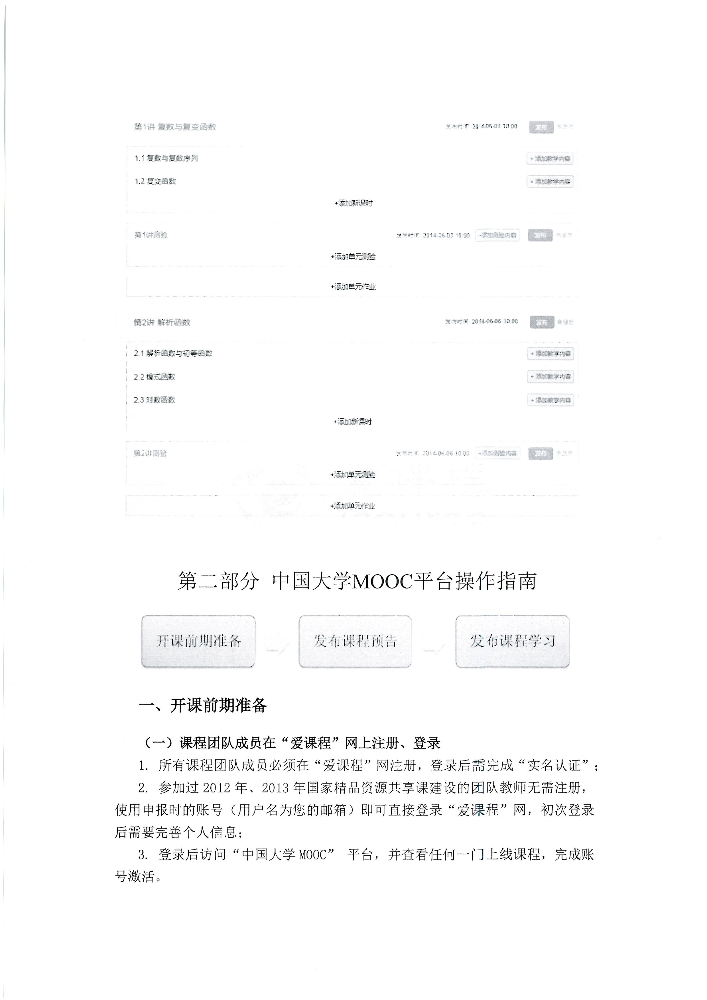 第1讲 复数与复变函数 发布时间 2014-06-03 10:00 发布 未发布
1.1 复数与复数序列 + 添加教学内容
1.2 复变函数 + 添加教学内容
+添加新课时
第1讲测验 发布时间 2014-06-03 10:00 +添加测验内容 发布 未发布
+添加单元测验
+添加单元作业
第2讲 解析函数 发布时间 2014-06-06 10:00 发布
2.1 解析函数与初等函数 + 添加教学内容
2.2 模式函数 + 添加教学内容
2.3 对数函数 + 添加教学内容
+添加新课时
第2讲测验 发布时间 2014-06-06 10:00 +添加测验内容 发布 未发布
+添加单元测验
+添加单元作业
第二部分 中国大学MOOC平台操作指南
开课前期准备 发布课程预告 发布课程学习
一、开课前期准备
（一）课程团队成员在“爱课程”网上注册、登录
1. 所有课程团队成员必须在“爱课程”网注册，登录后需完成“实名认证”；
2. 参加过 2012 年、2013 年国家精品资源共享课建设的团队教师无需注册，
使用申报时的账号（用户名为您的邮箱）即可直接登录“爱课程”网，初次登录
后需要完善个人信息；
3. 登录后访问“中国大学 MOOC” 平台，并查看任何一门上线课程，完成账
号激活。